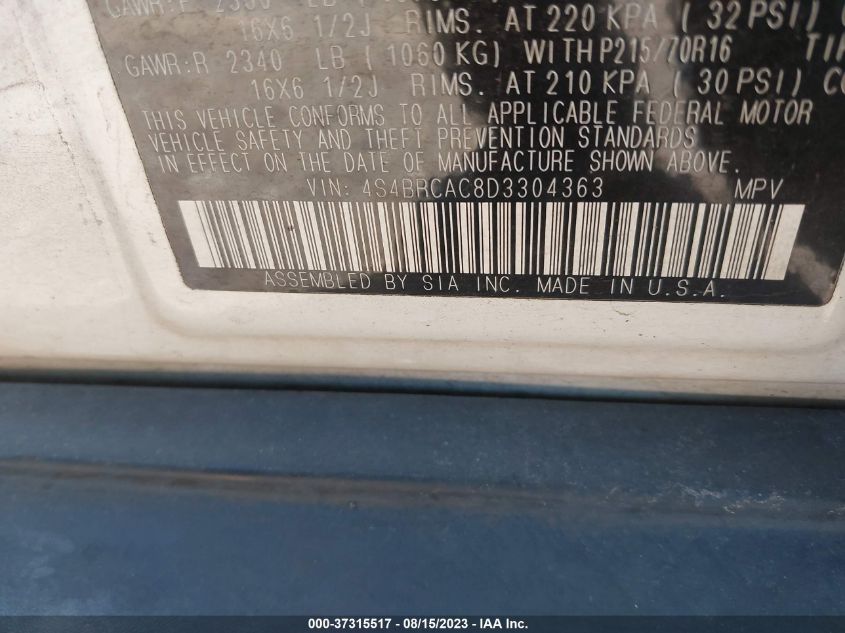 GAWR:F 2350 LB
16X6 1/2J RIMS. AT 220 KPA ( 32 PSI)
GAWR:R 2340 LB ( 1060 KG) WITH P215/70R16
16X6 1/2J RIMS. AT 210 KPA ( 30 PSI)
THIS VEHICLE CONFORMS TO ALL APPLICABLE FEDERAL MOTOR
VEHICLE SAFETY AND THEFT PREVENTION STANDARDS
IN EFFECT ON THE DATE OF MANUFACTURE SHOWN ABOVE.
VIN: 4S4BRCAC8D3304363 MPV
ASSEMBLED BY SIA INC. MADE IN U.S.A.
000-37315517 - 08/15/2023 - IAA Inc.